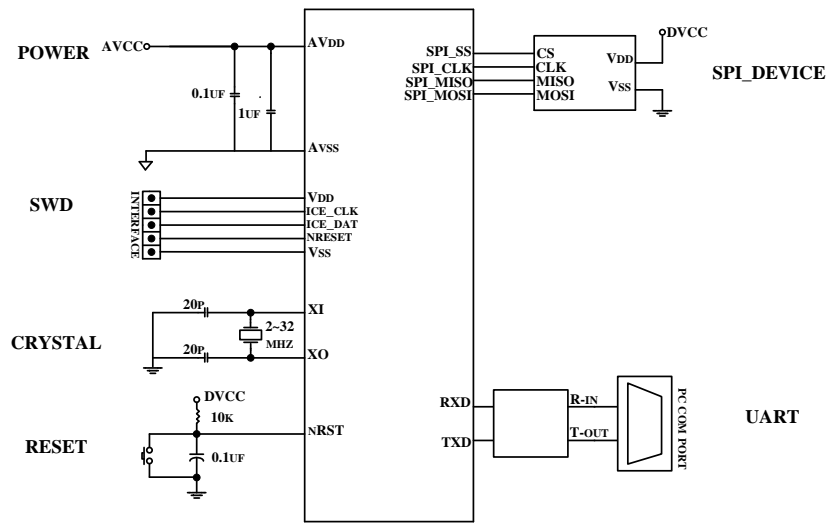 POWER
AVCC
AVDD
0.1UF
1UF
AVSS
SPI_SS
SPI_CLK
SPI_MISO
SPI_MOSI
CS
CLK
MISO
MOSI
VDD
VSS
DVCC
SPI_DEVICE
SWD
INTERFACE
VDD
ICE_CLK
ICE_DAT
NRESET
VSS
CRYSTAL
20P
20P
2~32
MHZ
XI
XO
RESET
DVCC
10K
0.1UF
NRST
RXD
TXD
R-IN
T-OUT
PC COM PORT
UART